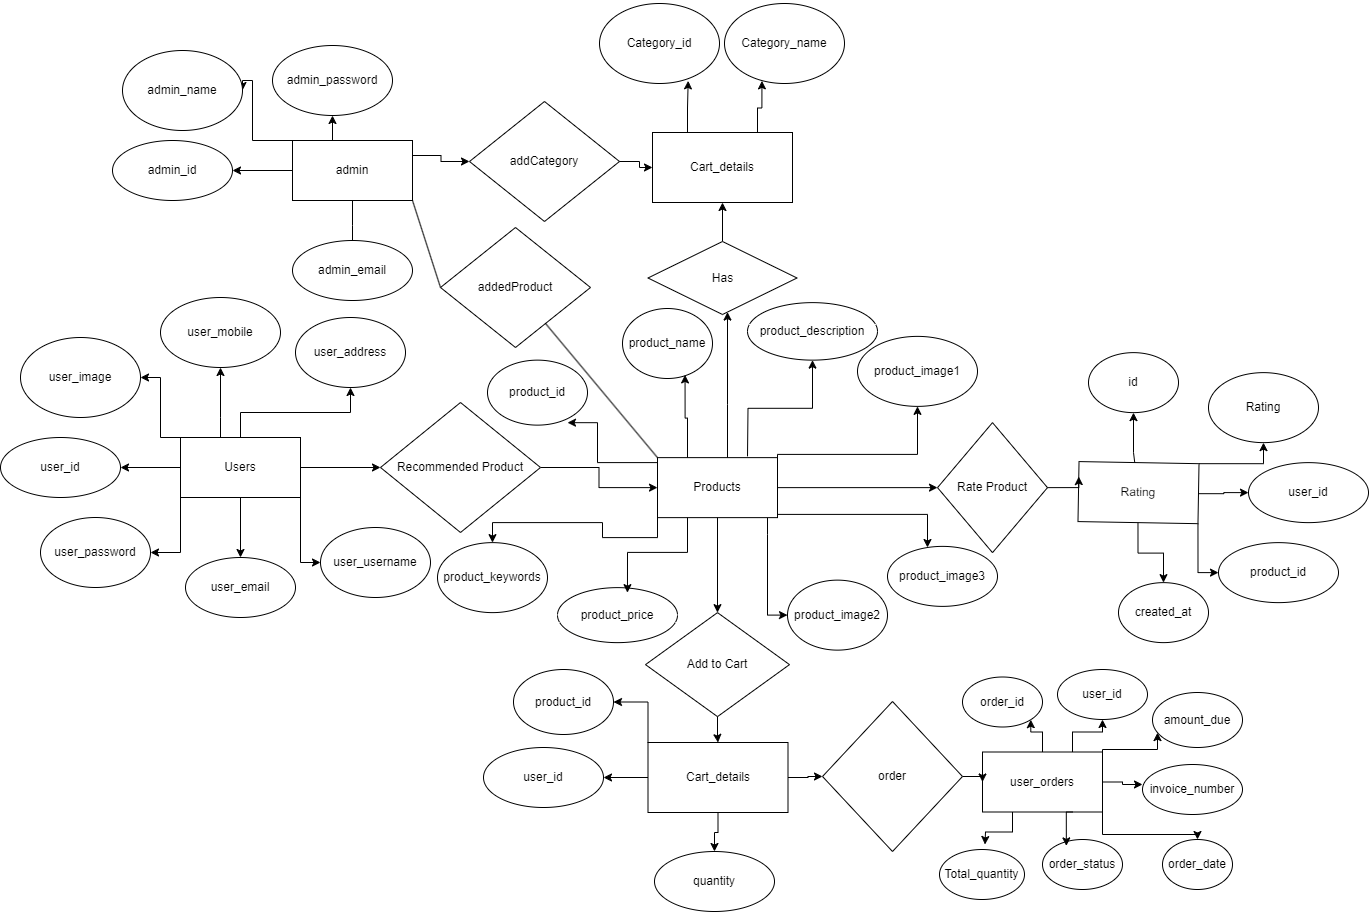 Category_id
Category_name
admin_name
admin_password
admin_id
admin
addCategory
Cart_details
admin_email
addedProduct
Has
user_mobile
user_address
user_image
product_name
product_description
product_image1
product_id
id
Rating
user_id
Users
Recommended Product
Products
Rate Product
Rating
user_id
user_password
user_email
user_username
product_keywords
product_price
product_image2
product_image3
product_id
created_at
Add to Cart
product_id
order_id
user_id
amount_due
user_id
Cart_details
order
user_orders
invoice_number
quantity
Total_quantity
order_status
order_date